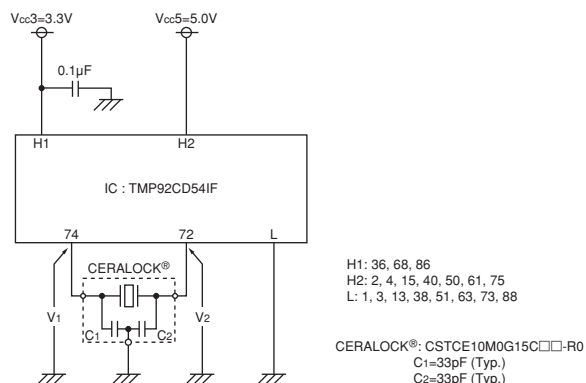 Vcc3=3.3V
Vcc5=5.0V
0.1μF
H1
H2
IC : TMP92CD54IF
74
72
L
CERALOCK®
V1
C1
C2
V2
H1: 36, 68, 86
H2: 2, 4, 15, 40, 50, 61, 75
L: 1, 3, 13, 38, 51, 63, 73, 88
CERALOCK®: CSTCE10M0G15C□□-R0
C1=33pF (Typ.)
C2=33pF (Typ.)